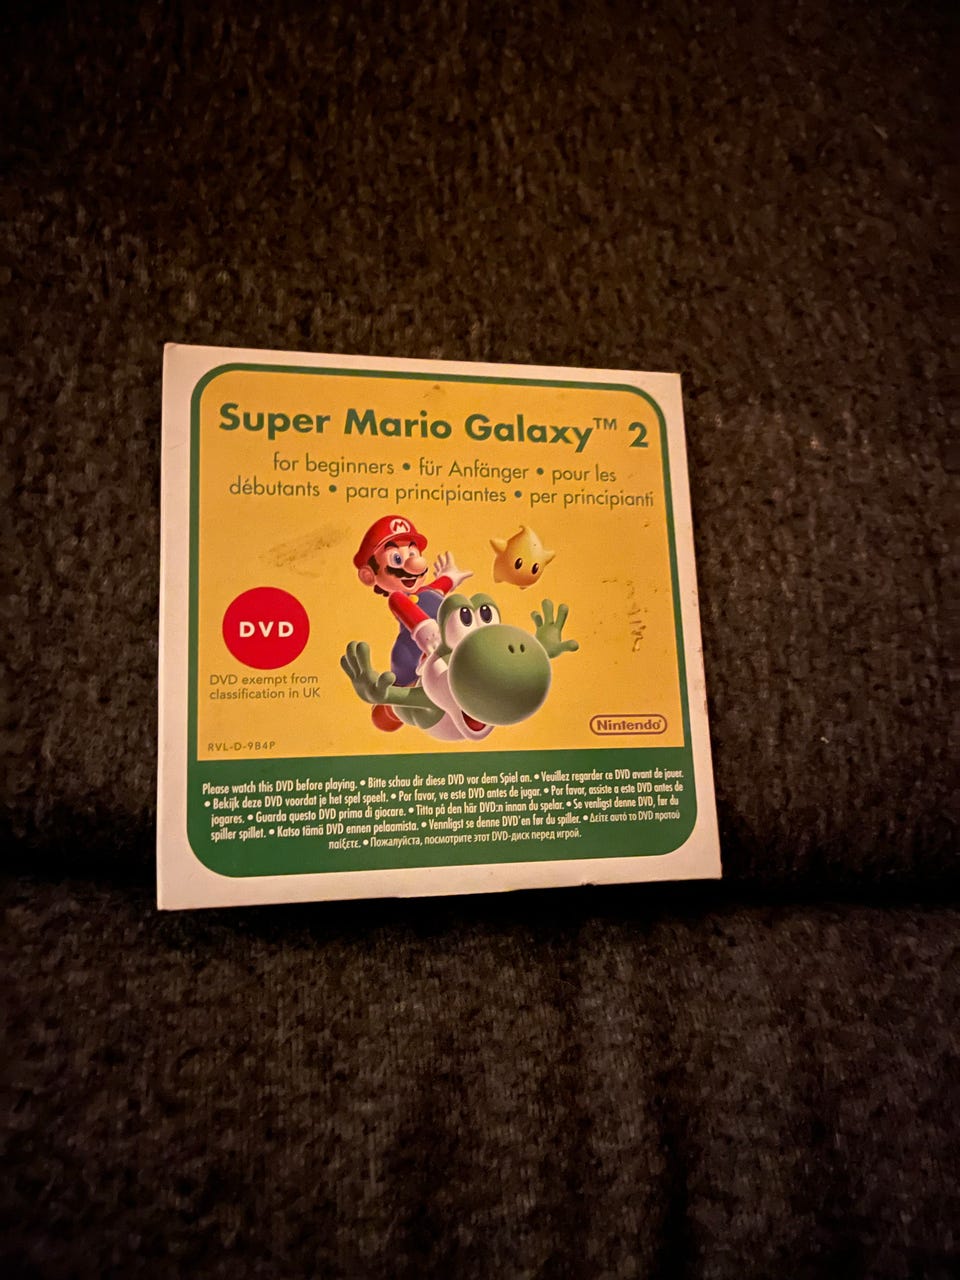 Super Mario Galaxy™ 2
for beginners • für Anfänger • pour les
débutants • para principiantes • per principianti
M
DVD
DVD exempt from
classification in UK
Nintendo
RVL-D-9B4P
Please watch this DVD before playing. • Bitte schau dir diese DVD vor dem Spiel an. • Veuillez regarder ce DVD avant de jouer.
• Bekijk deze DVD voordat je het spel speelt. • Por favor, ve este DVD antes de jugar. • Por favor, assiste a este DVD antes de
jogares. • Guarda questo DVD prima di giocare. • Titta på den här DVD:n innan du spelar. • Se venligst denne DVD, før du
spiller spillet. • Katso tämä DVD ennen pelaamista. • Vennligst se denne DVD'en før du spiller. • Δείτε αυτό το DVD προτού
παίξετε. • Пожалуйста, посмотрите этот DVD-диск перед игрой.